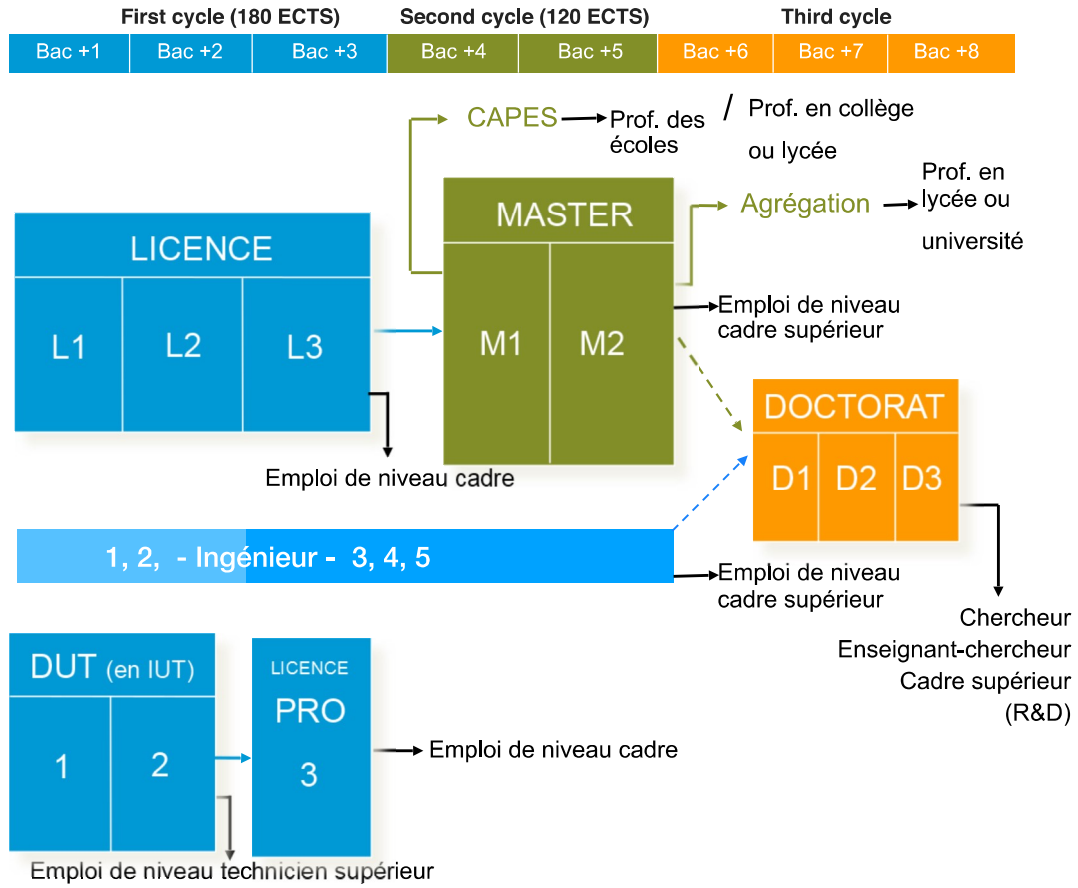 First cycle (180 ECTS) Second cycle (120 ECTS) Third cycle
Bac +1 Bac +2 Bac +3 Bac +4 Bac +5 Bac +6 Bac +7 Bac +8
CAPES
Prof. des
écoles
/ Prof. en collège
ou lycée
LICENCE
L1 L2 L3
MASTER
M1 M2
Agrégation
Prof. en
lycée ou
université
Emploi de niveau
cadre supérieur
Emploi de niveau cadre
DOCTORAT
D1 D2 D3
1, 2, - Ingénieur - 3, 4, 5
Emploi de niveau
cadre supérieur
Chercheur
Enseignant-chercheur
Cadre supérieur
(R&D)
DUT (en IUT)
1 2
LICENCE
PRO
3
Emploi de niveau cadre
Emploi de niveau technicien supérieur